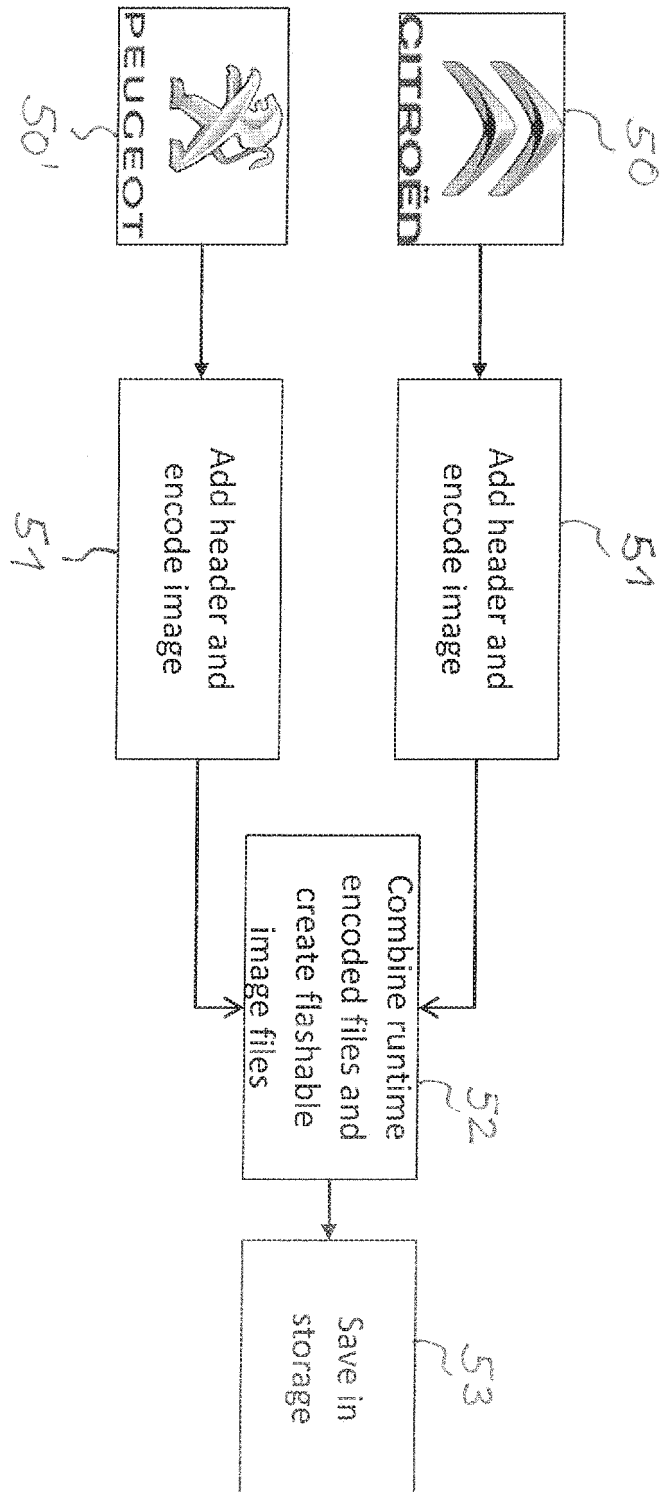 CITROËN
50
Add header and
encode image
51
PEUGEOT
50'
Add header and
encode image
51
Combine runtime
encoded files and
create flashable
image files
52
Save in
storage
53